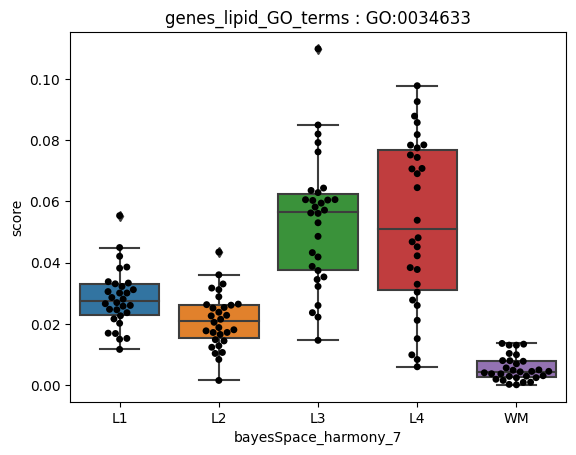 genes_lipid_GO_terms : GO:0034633
0.10
0.08
0.06
0.04
0.02
0.00
score
L1 L2 L3 L4 WM
bayesSpace_harmony_7